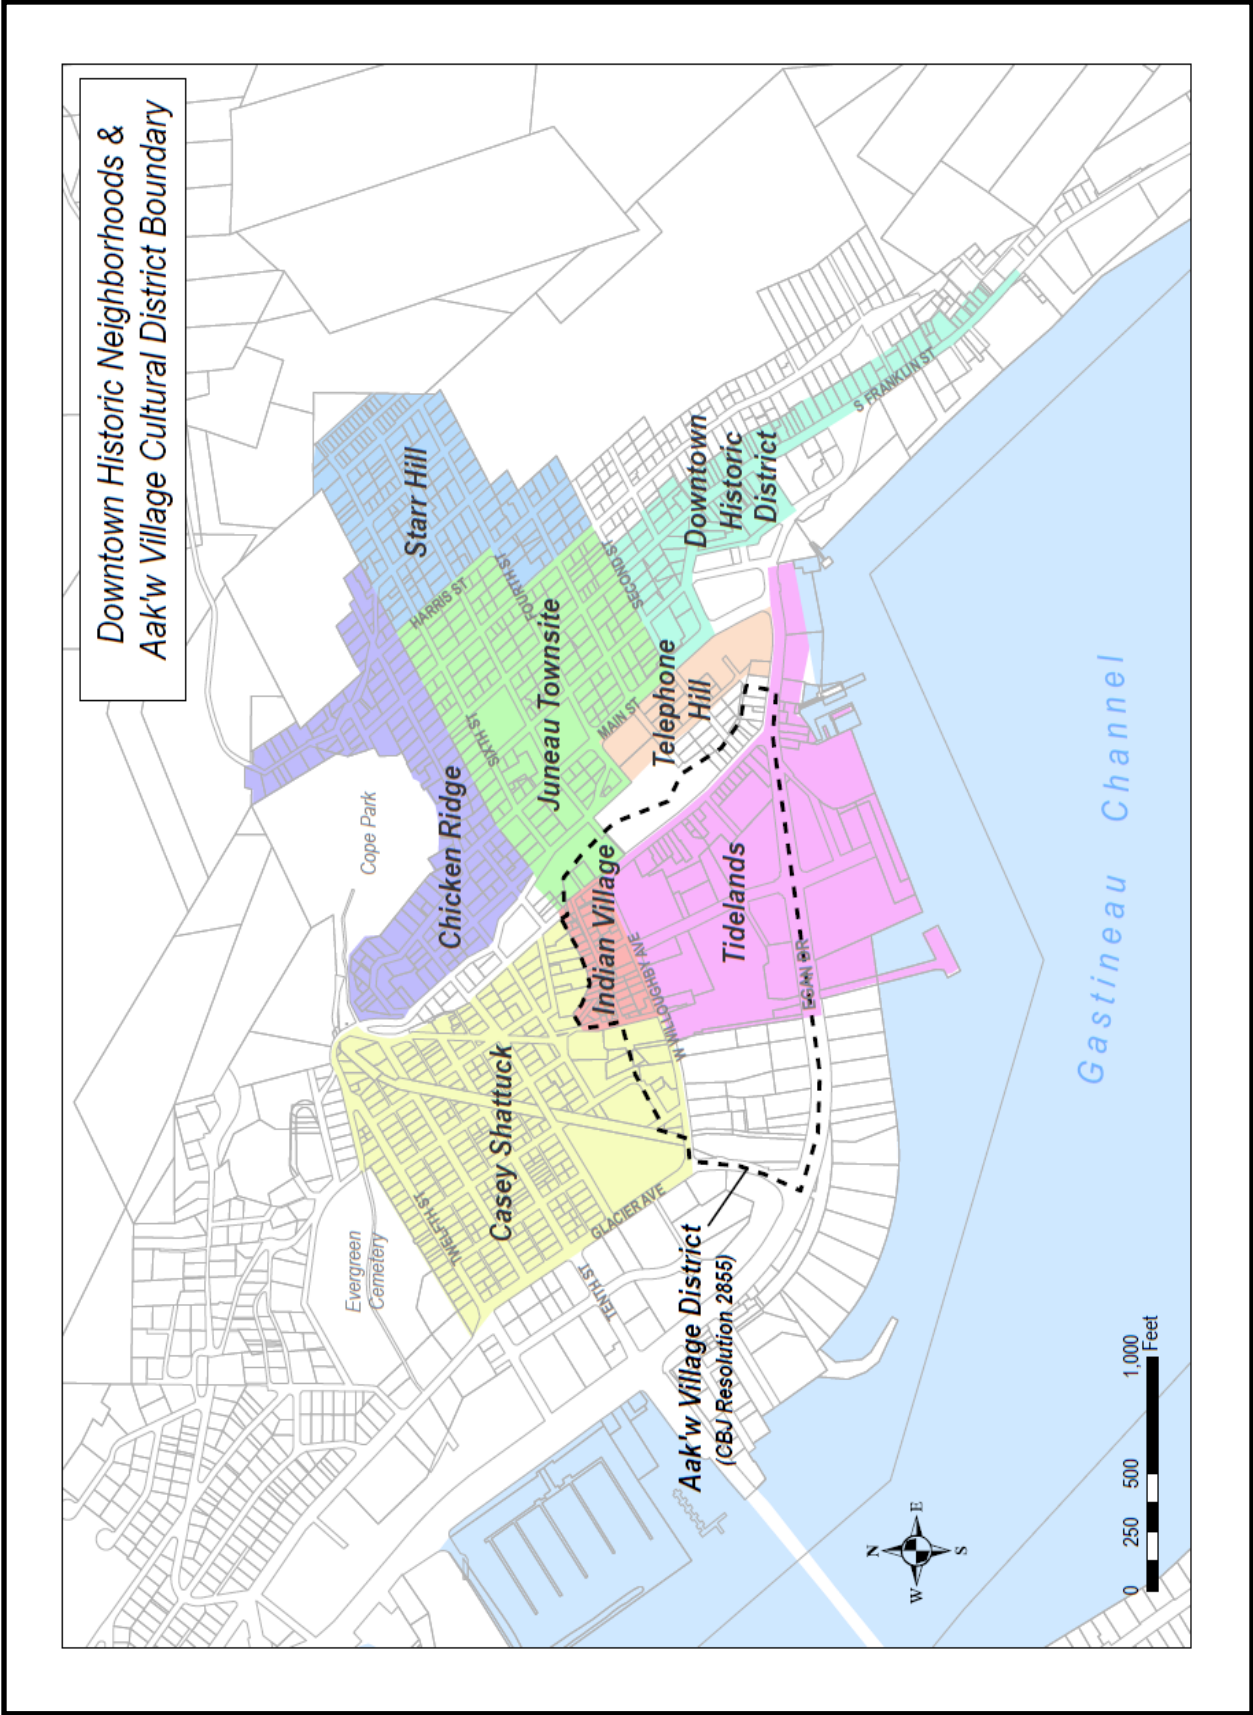 Downtown Historic Neighborhoods &
Aak'w Village Cultural District Boundary
Starr Hill
HARRIS ST
FOURTH ST
Juneau Townsite
SIXTH ST
SECOND ST
MAIN ST
Downtown
Historic
District
S FRANKLIN ST
Telephone
Hill
Chicken Ridge
Cope Park
Indian Village
W WILLOUGHBY AVE
Tidelands
EGAN DR
Casey Shattuck
TWELFTH ST
GLACIER AVE
TENTH ST
Evergreen
Cemetery
Aak'w Village District
(CBJ Resolution 2855)
Gastineau Channel
N
W
E
S
0 250 500 1,000
Feet